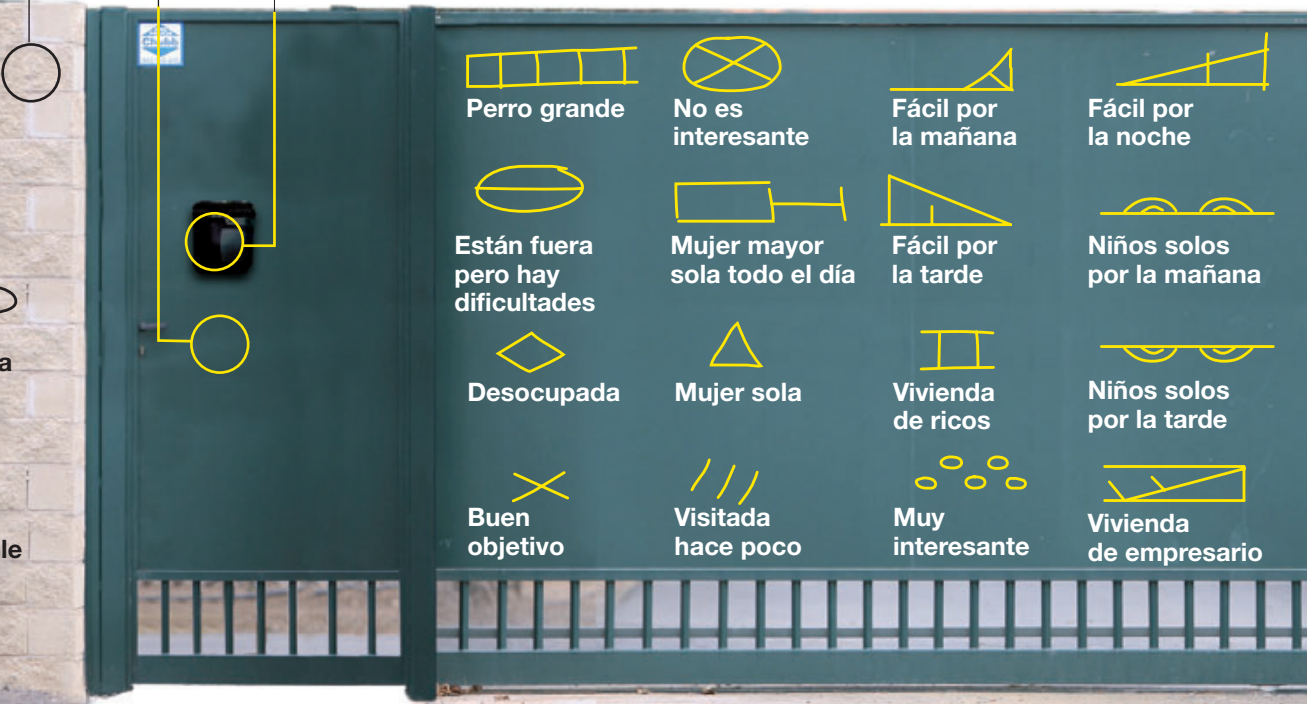 Perro grande
No es
interesante
Fácil por
la mañana
Fácil por
la noche
Están fuera
pero hay
dificultades
Mujer mayor
sola todo el día
Fácil por
la tarde
Niños solos
por la mañana
Desocupada
Mujer sola
Vivienda
de ricos
Niños solos
por la tarde
Buen
objetivo
Visitada
hace poco
Muy
interesante
Vivienda
de empresario